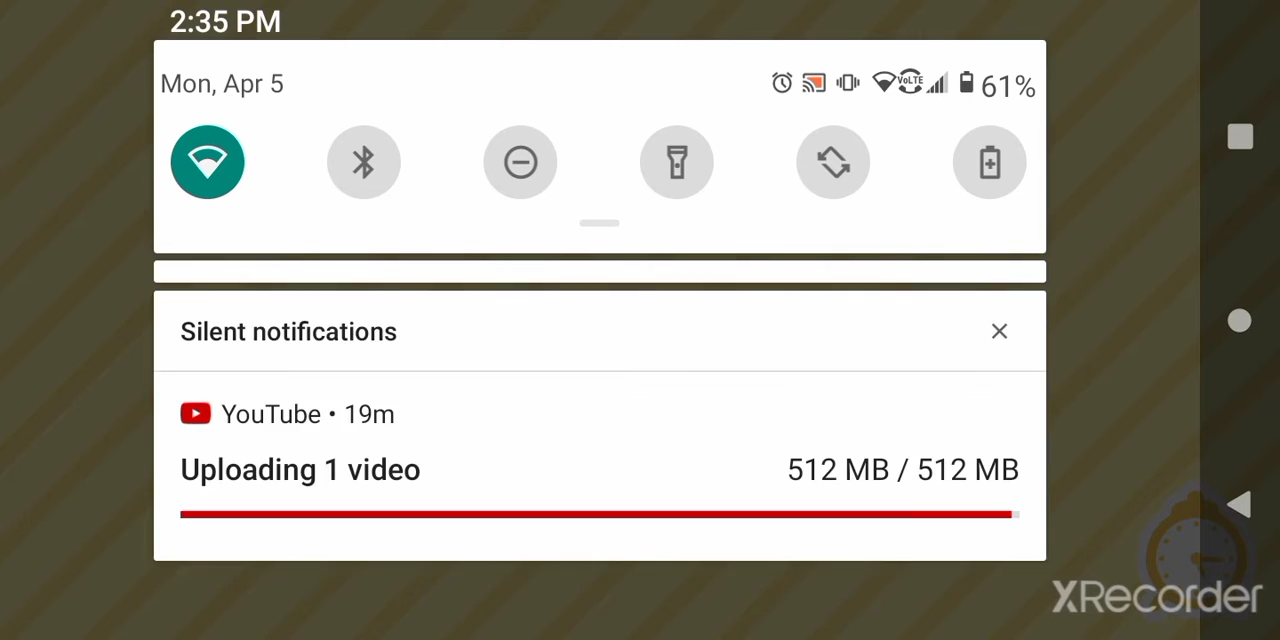 2:35 PM
Mon, Apr 5
VoLTE
61%
Silent notifications
YouTube • 19m
Uploading 1 video
512 MB / 512 MB
XRecorder